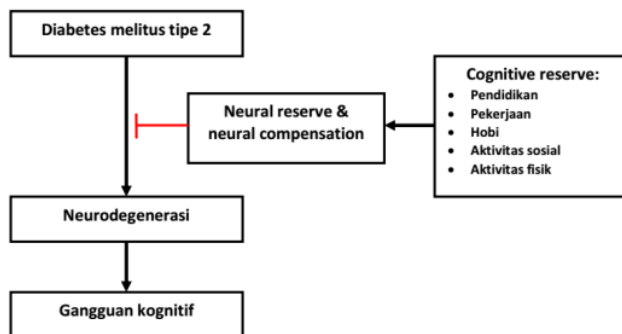 Diabetes melitus tipe 2
Neural reserve &
neural compensation
Cognitive reserve:
• Pendidikan
• Pekerjaan
• Hobi
• Aktivitas sosial
• Aktivitas fisik
Neurodegenerasi
Gangguan kognitif